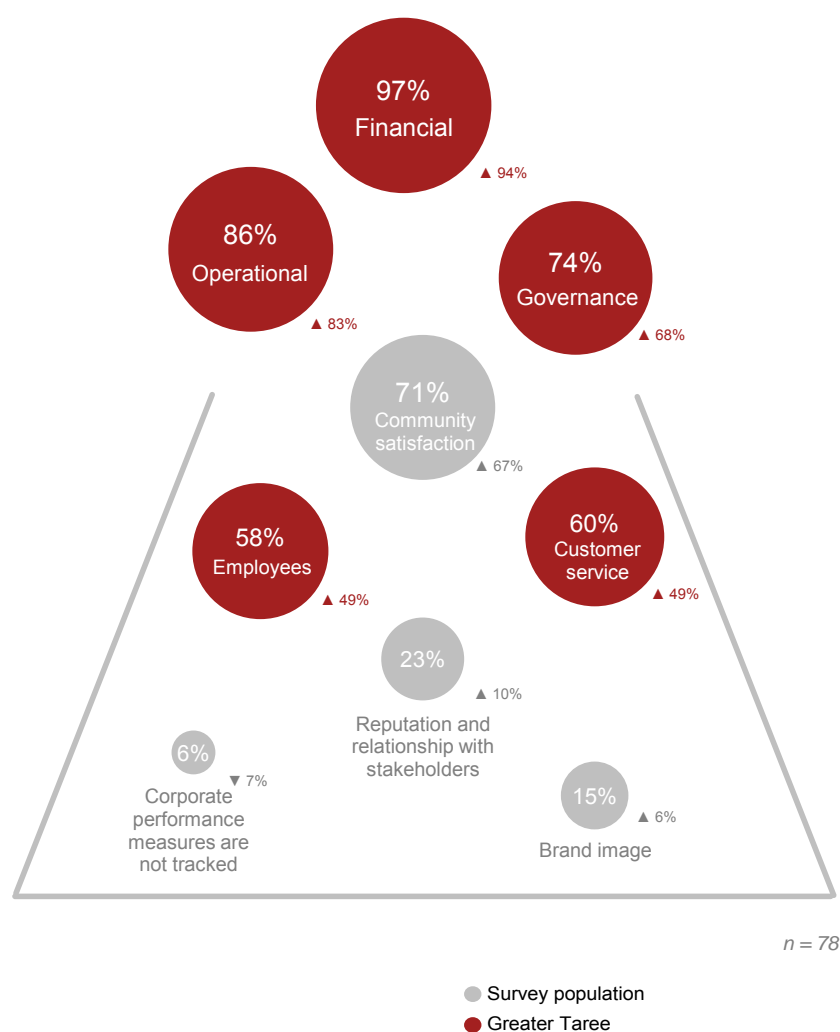 97%
Financial
▲ 94%
86%
Operational
▲ 83%
74%
Governance
▲ 68%
71%
Community
satisfaction
▲ 67%
58%
Employees
▲ 49%
60%
Customer
service
▲ 49%
23%
▲ 10%
Reputation and
relationship with
stakeholders
6%
▼ 7%
Corporate
performance
measures are
not tracked
15%
▲ 6%
Brand image
n = 78
Survey population
Greater Taree